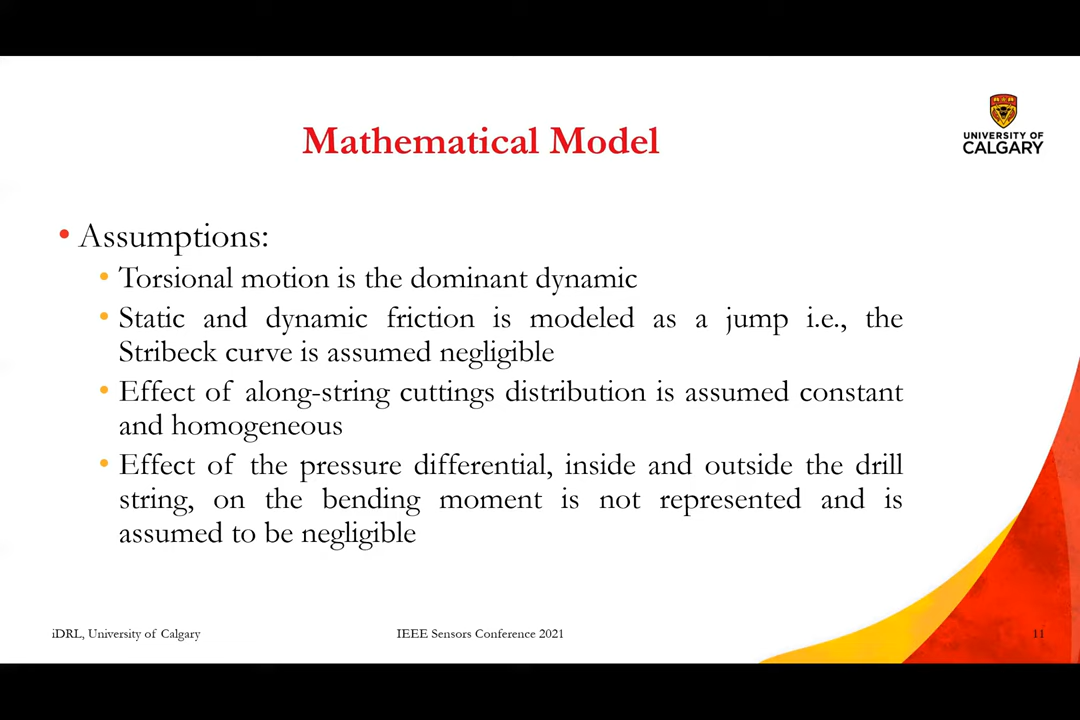 UNIVERSITY OF
CALGARY
Mathematical Model
• Assumptions:
• Torsional motion is the dominant dynamic
• Static and dynamic friction is modeled as a jump i.e., the
Stribeck curve is assumed negligible
• Effect of along-string cuttings distribution is assumed constant
and homogeneous
• Effect of the pressure differential, inside and outside the drill
string, on the bending moment is not represented and is
assumed to be negligible
iDRL, University of Calgary
IEEE Sensors Conference 2021
11